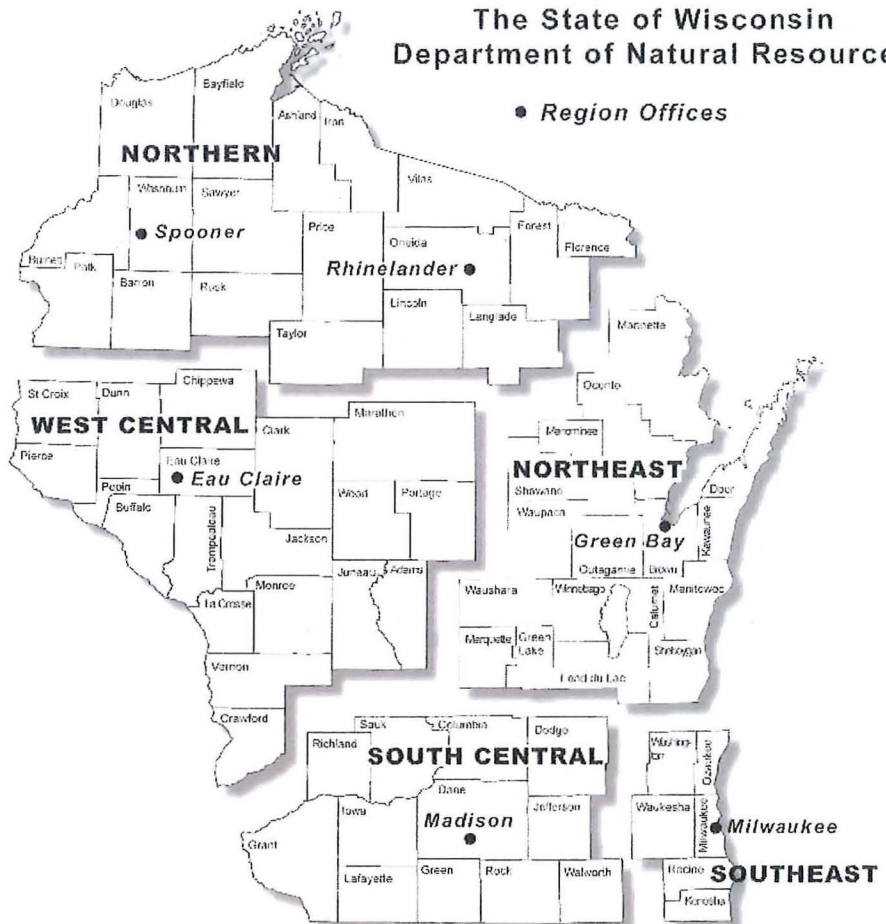 The State of Wisconsin
Department of Natural Resource
Region Offices
Douglas
Bayfield
Ashland
Iron
NORTHERN
Vilas
Washburn
Sawyer
Spooner
Price
Oneida
Forest
Florence
Rhinelander
Burnett
Polk
Barron
Rusk
Lincoln
Langlade
Taylor
Marinette
Chippewa
St Croix
Dunn
Oconto
WEST CENTRAL
Clark
Marathon
Menominee
Pierce
Eau Claire
Eau Claire
NORTHEAST
Pepin
Wood
Portage
Shawano
Door
Buffalo
Waupaca
Trempealeau
Kewaunee
Green Bay
Jackson
Outagamie
Brown
Juneau
Adams
Monroe
Waushara
Winnebago
Calumet
Manitowoc
La Crosse
Marquette
Green
Lake
Sheboygan
Vernon
Fond du Lac
Crawford
Sauk
Columbia
Dodge
Richland
Washing-
ton
Ozaukee
SOUTH CENTRAL
Dane
Iowa
Jefferson
Waukesha
Milwaukee
Madison
Milwaukee
Grant
Racine
SOUTHEAST
Lafayette
Green
Rock
Walworth
Kenosha